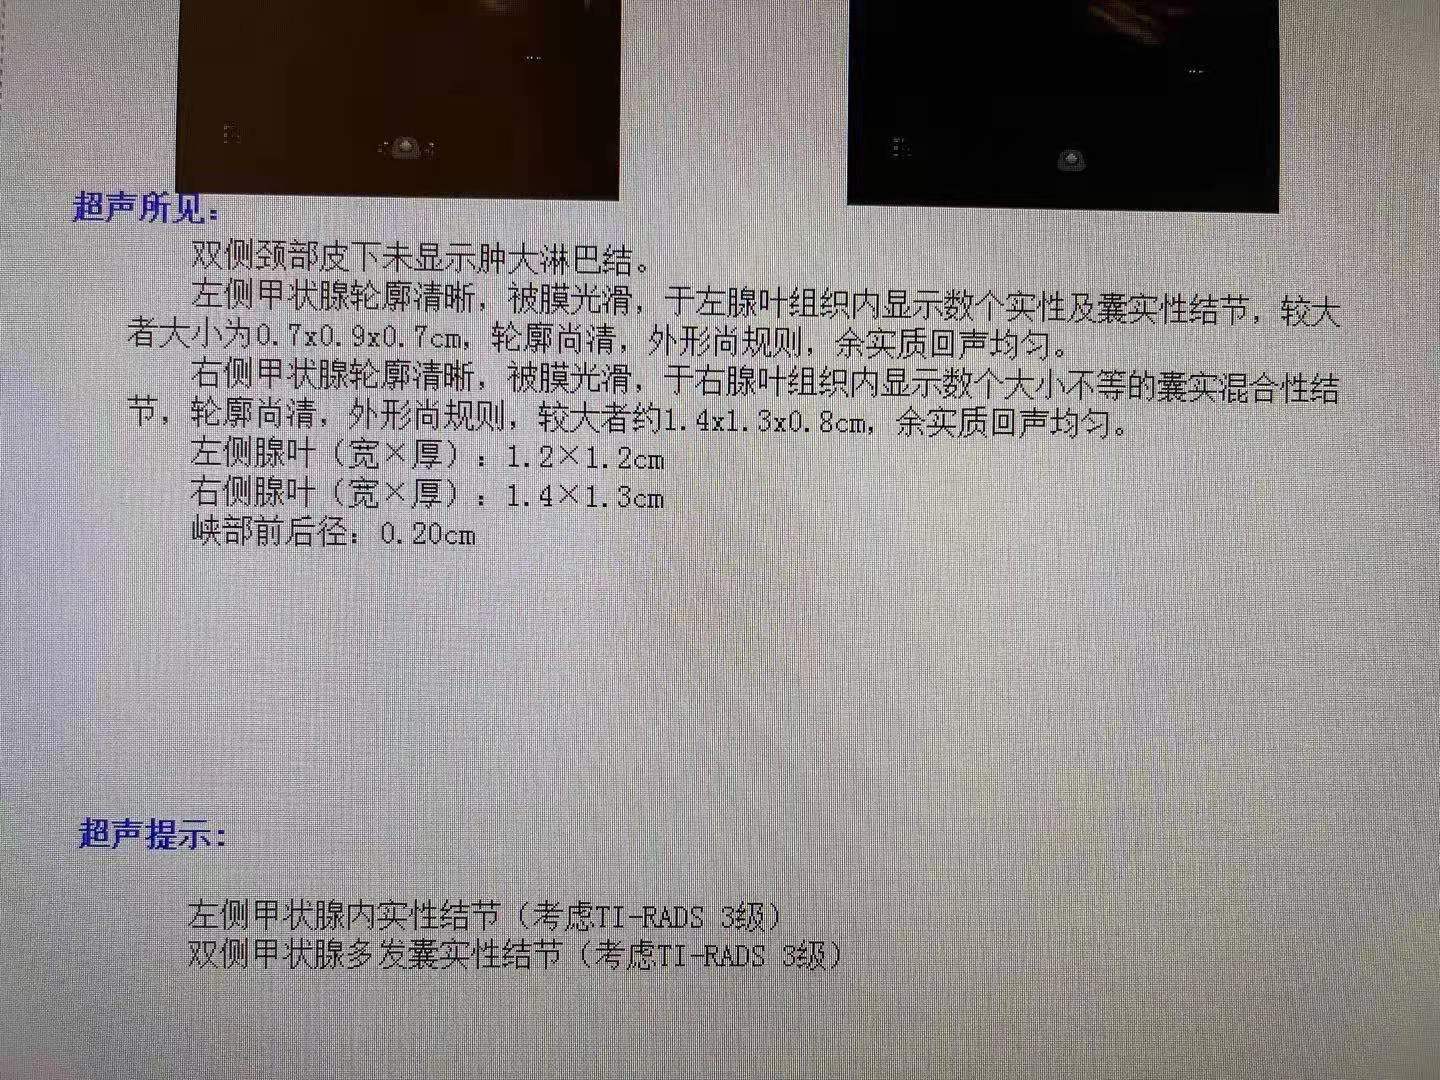 超声所见：
双侧颈部皮下未显示肿大淋巴结。
左侧甲状腺轮廓清晰，被膜光滑，于左腺叶组织内显示数个实性及囊实性结节，较大
者大小为0.7x0.9x0.7cm，轮廓尚清，外形尚规则，余实质回声均匀。
右侧甲状腺轮廓清晰，被膜光滑，于右腺叶组织内显示数个大小不等的囊实混合性结
节，轮廓尚清，外形尚规则，较大者约1.4x1.3x0.8cm，余实质回声均匀。
左侧腺叶（宽×厚）：1.2×1.2cm
右侧腺叶（宽×厚）：1.4×1.3cm
峡部前后径：0.20cm
超声提示：
左侧甲状腺内实性结节（考虑TI-RADS 3级）
双侧甲状腺多发囊实性结节（考虑TI-RADS 3级）